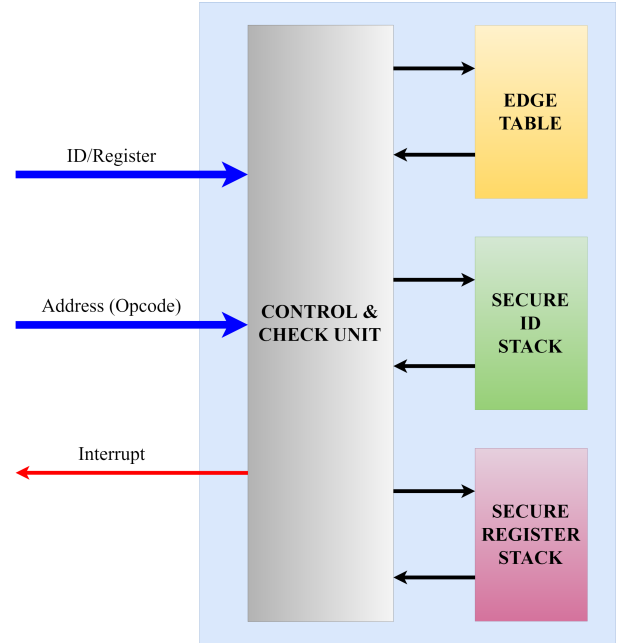 ID/Register
Address (Opcode)
Interrupt
CONTROL &
CHECK UNIT
EDGE
TABLE
SECURE
ID
STACK
SECURE
REGISTER
STACK